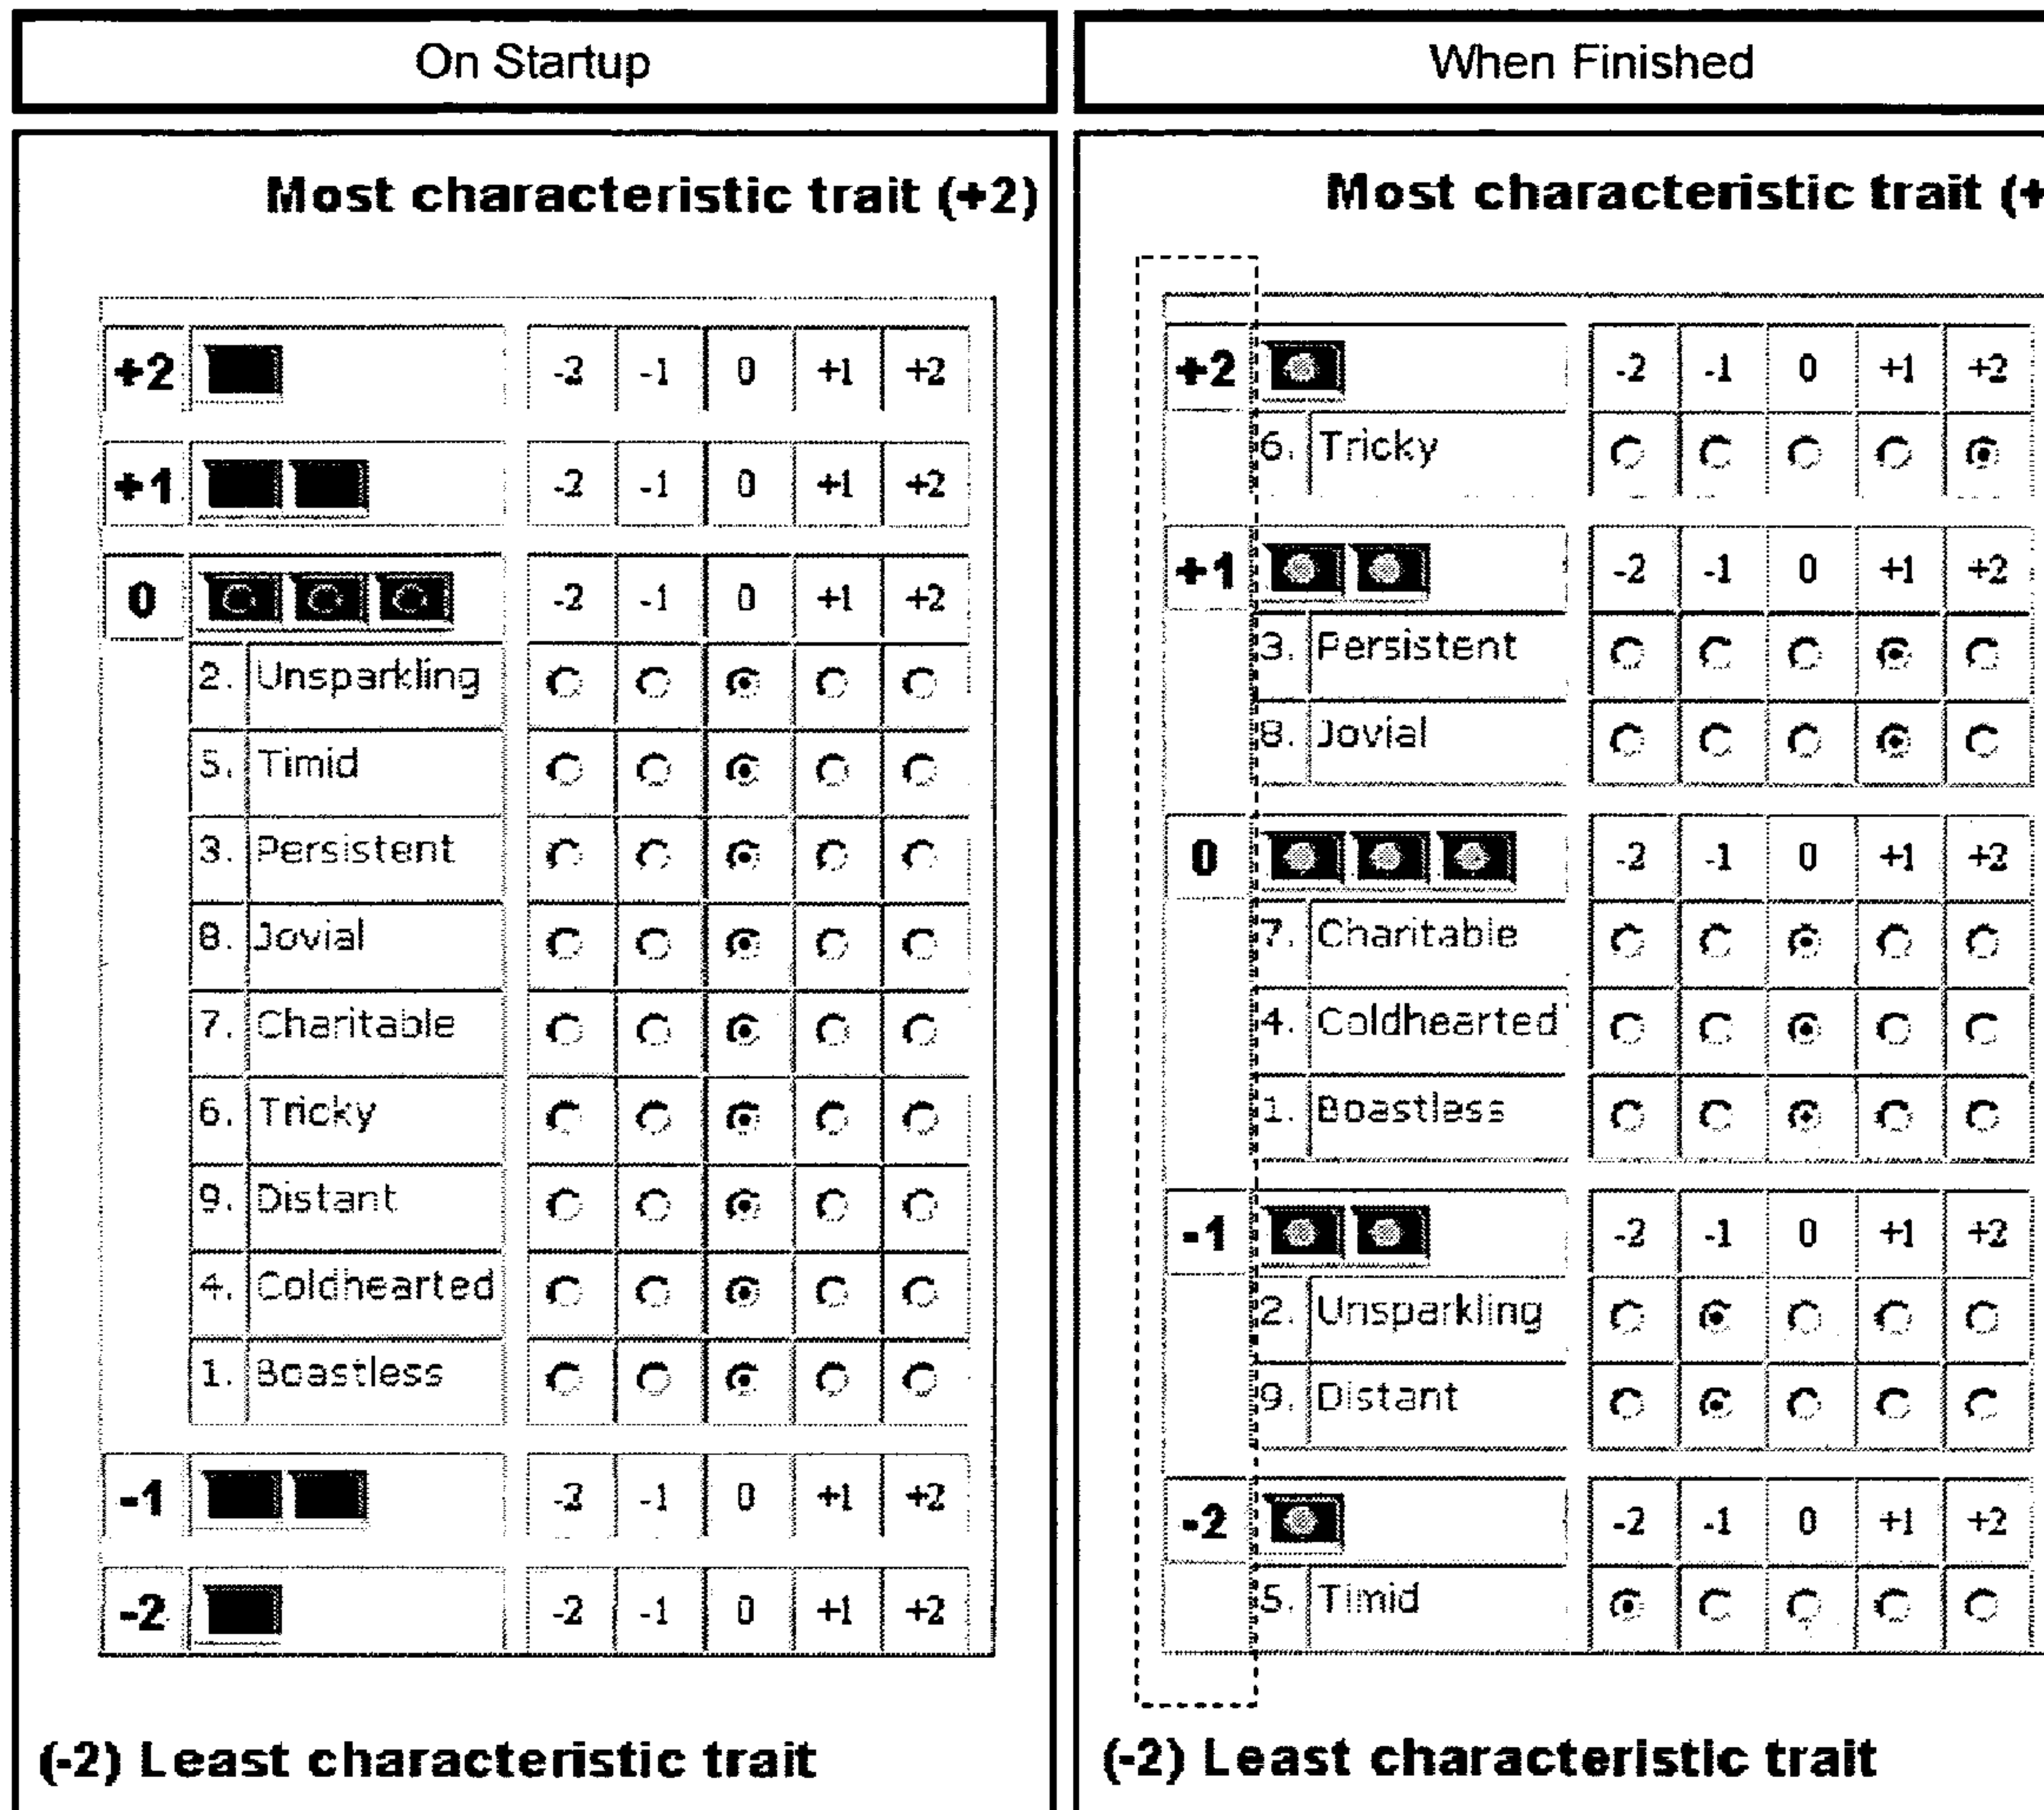 On Startup
Most characteristic trait (+2)
+2 -2 -1 0 +1 +2
+1 -2 -1 0 +1 +2
0 -2 -1 0 +1 +2
2. Unsparkling
5. Timid
3. Persistent
8. Jovial
7. Charitable
6. Tricky
9. Distant
4. Coldhearted
1. Boastless
-1 -2 -1 0 +1 +2
-2 -2 -1 0 +1 +2
(-2) Least characteristic trait
When Finished
Most characteristic trait (+
+2 -2 -1 0 +1 +2
6. Tricky
+1 -2 -1 0 +1 +2
3. Persistent
8. Jovial
0 -2 -1 0 +1 +2
7. Charitable
4. Coldhearted
1. Boastless
-1 -2 -1 0 +1 +2
2. Unsparkling
9. Distant
-2 -2 -1 0 +1 +2
5. Timid
(-2) Least characteristic trait